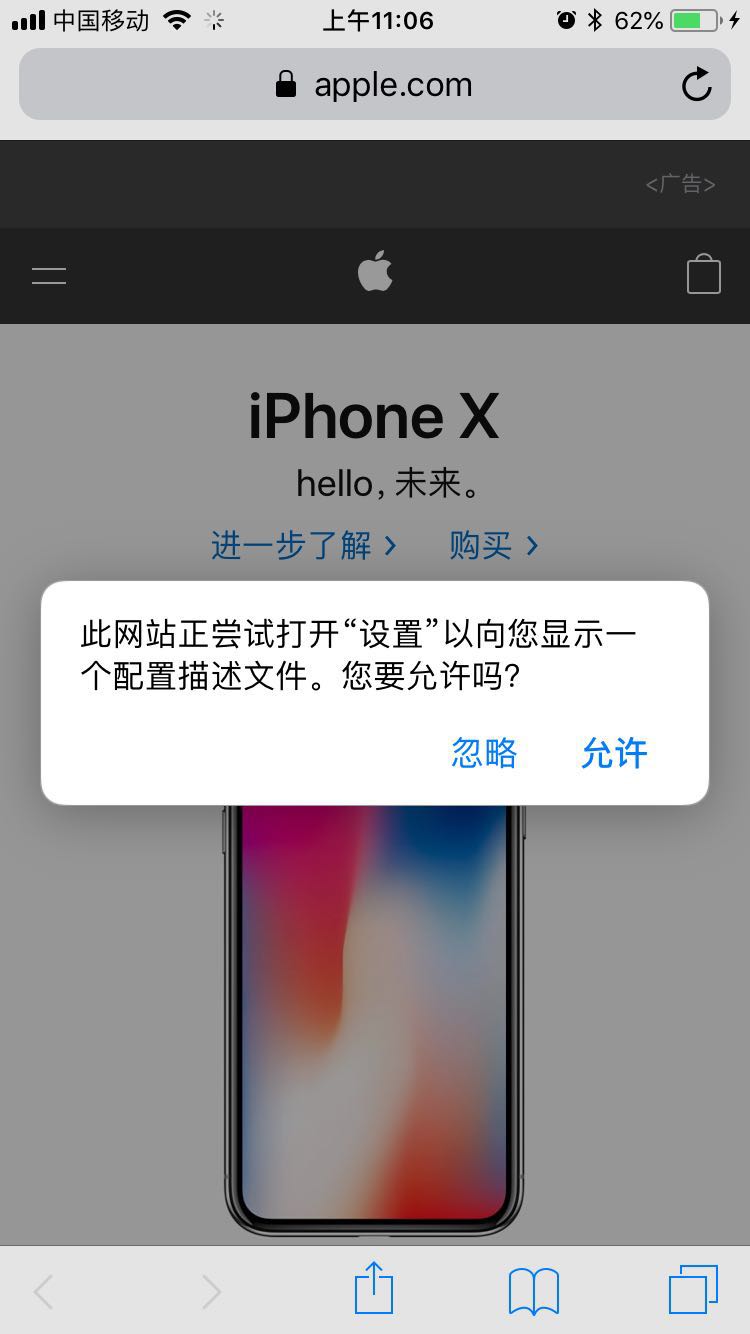 中国移动 上午11:06 62%
apple.com
<广告>
iPhone X
hello，未来。
进一步了解 > 购买 >
此网站正尝试打开“设置”以向您显示一
个配置描述文件。您要允许吗?
忽略 允许